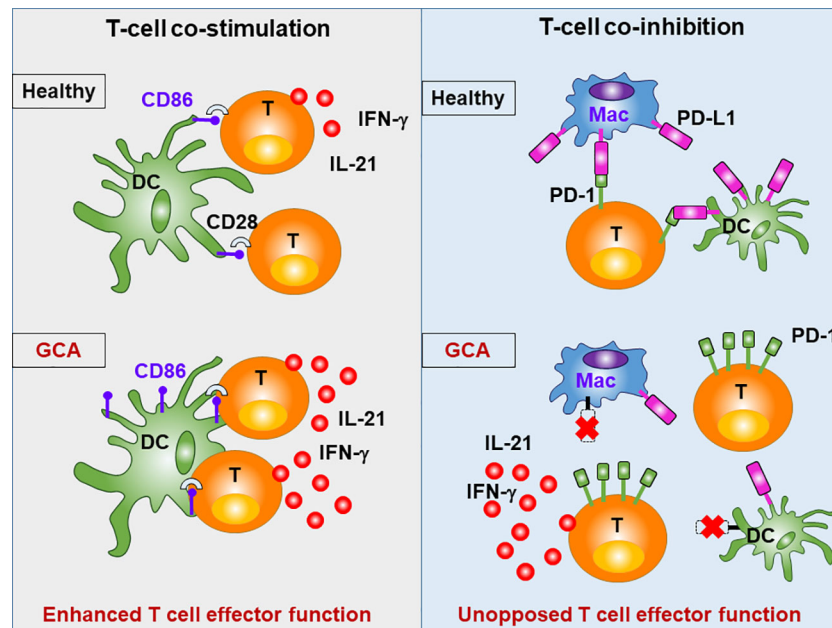 T-cell co-stimulation
Healthy
CD86
T
IFN-γ
IL-21
DC
CD28
T
GCA
CD86
T
IL-21
DC
IFN-γ
T
Enhanced T cell effector function
T-cell co-inhibition
Healthy
Mac
PD-L1
PD-1
DC
T
GCA
PD-1
Mac
T
IL-21
IFN-γ
T
DC
Unopposed T cell effector function